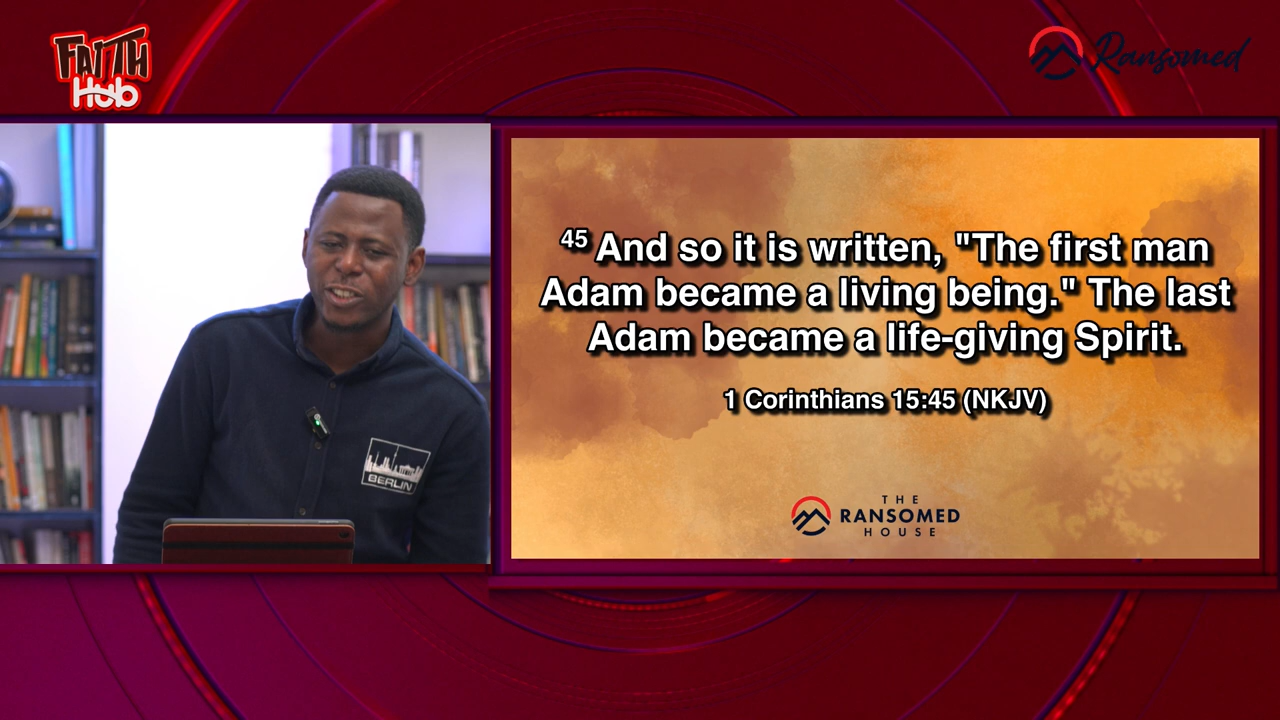 FAITH
Hub
Ransomed
45 And so it is written, "The first man
Adam became a living being." The last
Adam became a life-giving Spirit.
1 Corinthians 15:45 (NKJV)
BERLIN
THE
RANSOMED
HOUSE